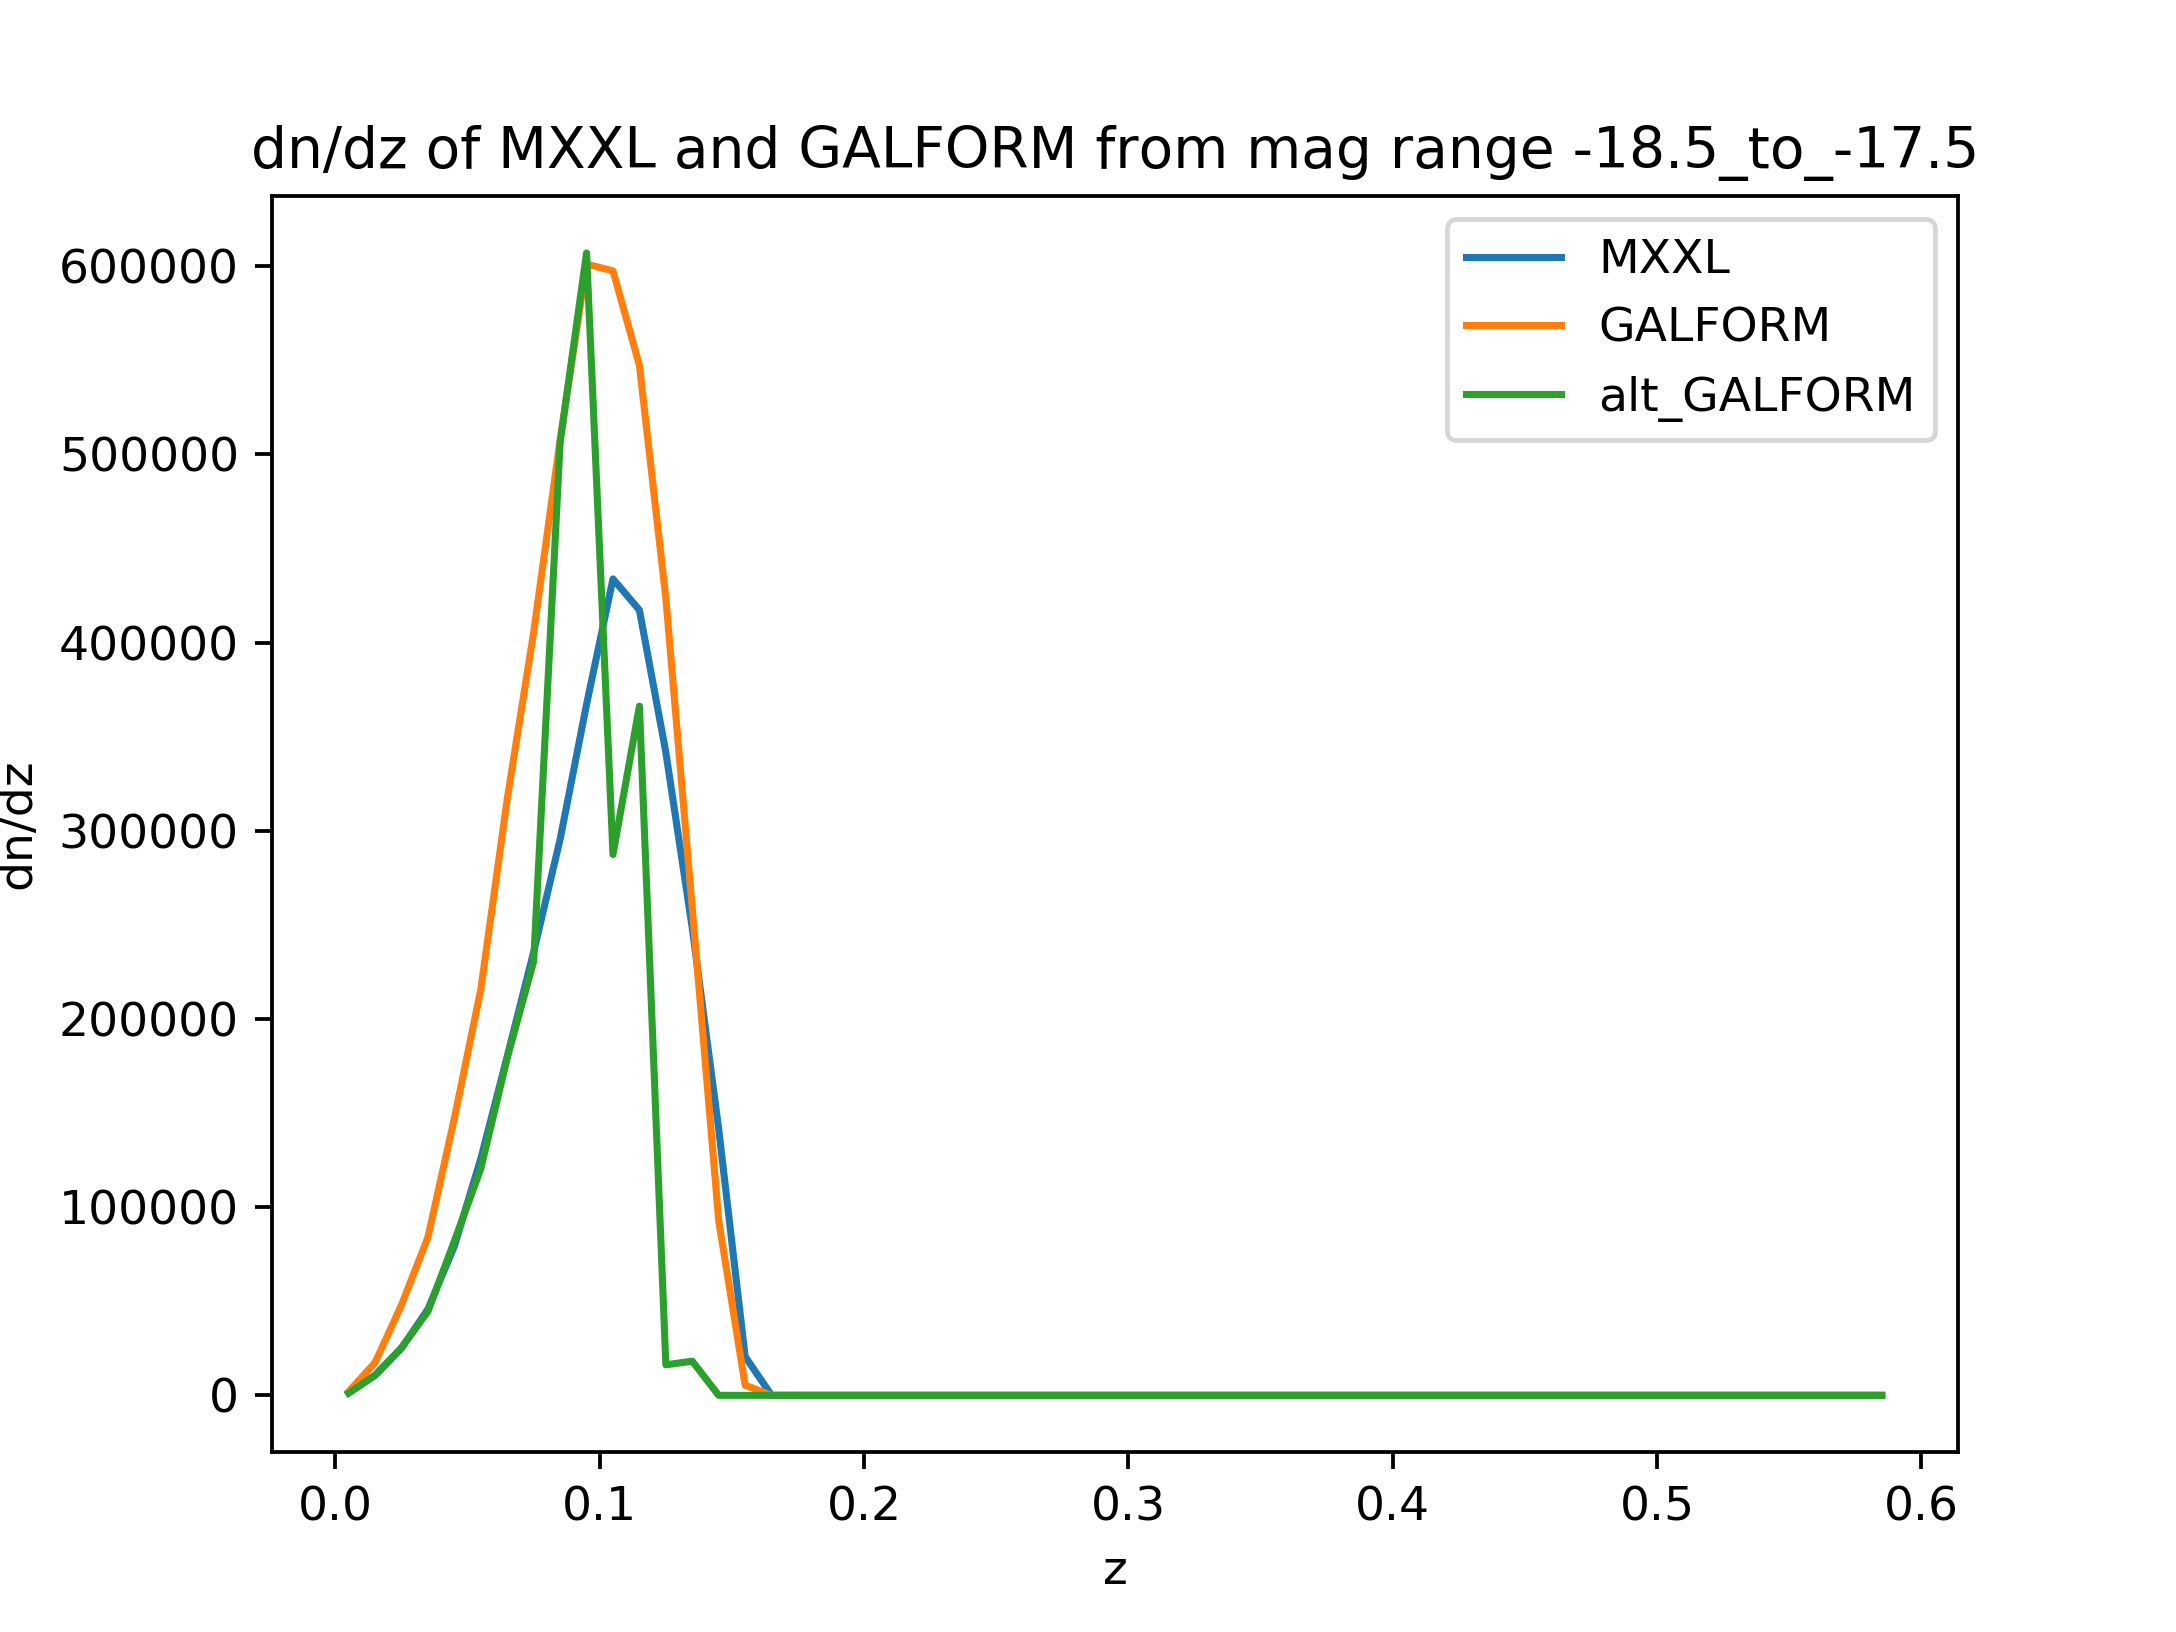 dn/dz of MXXL and GALFORM from mag range -18.5_to_-17.5
MXXL
GALFORM
alt_GALFORM
600000
500000
400000
300000
200000
100000
0
dn/dz
0.0 0.1 0.2 0.3 0.4 0.5 0.6
z